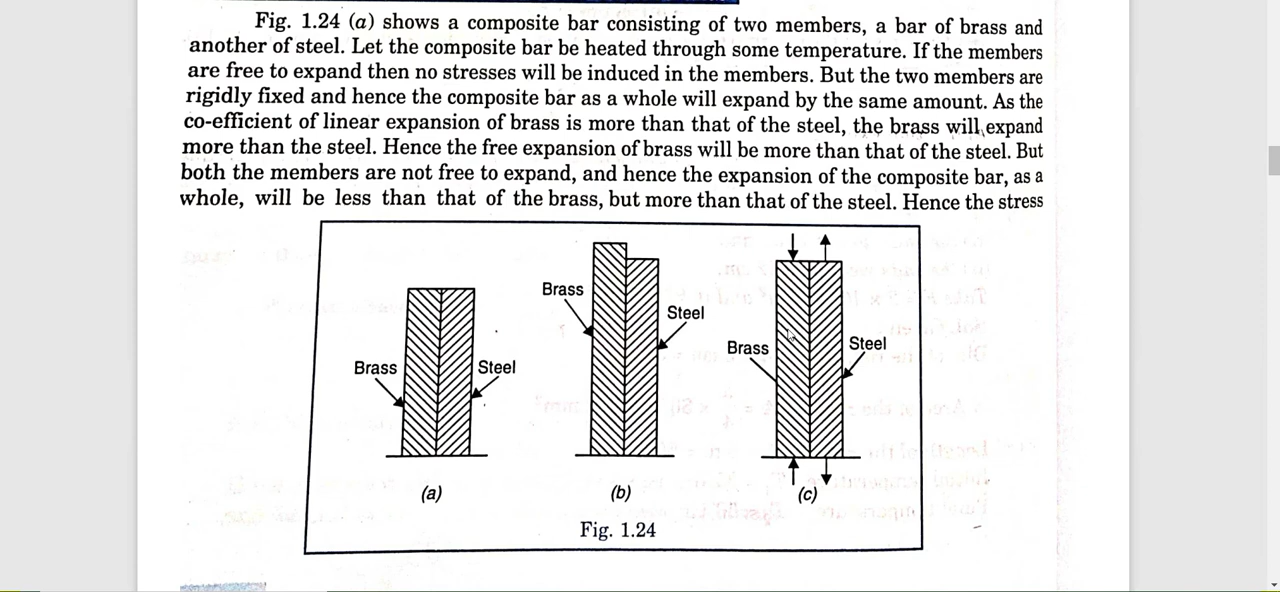 Fig. 1.24 (a) shows a composite bar consisting of two members, a bar of brass and
another of steel. Let the composite bar be heated through some temperature. If the members
are free to expand then no stresses will be induced in the members. But the two members are
rigidly fixed and hence the composite bar as a whole will expand by the same amount. As the
co-efficient of linear expansion of brass is more than that of the steel, the brass will expand
more than the steel. Hence the free expansion of brass will be more than that of the steel. But
both the members are not free to expand, and hence the expansion of the composite bar, as a
whole, will be less than that of the brass, but more than that of the steel. Hence the stress
Brass
Steel
(a)
Brass
Steel
(b)
Brass
Steel
(c)
Fig. 1.24